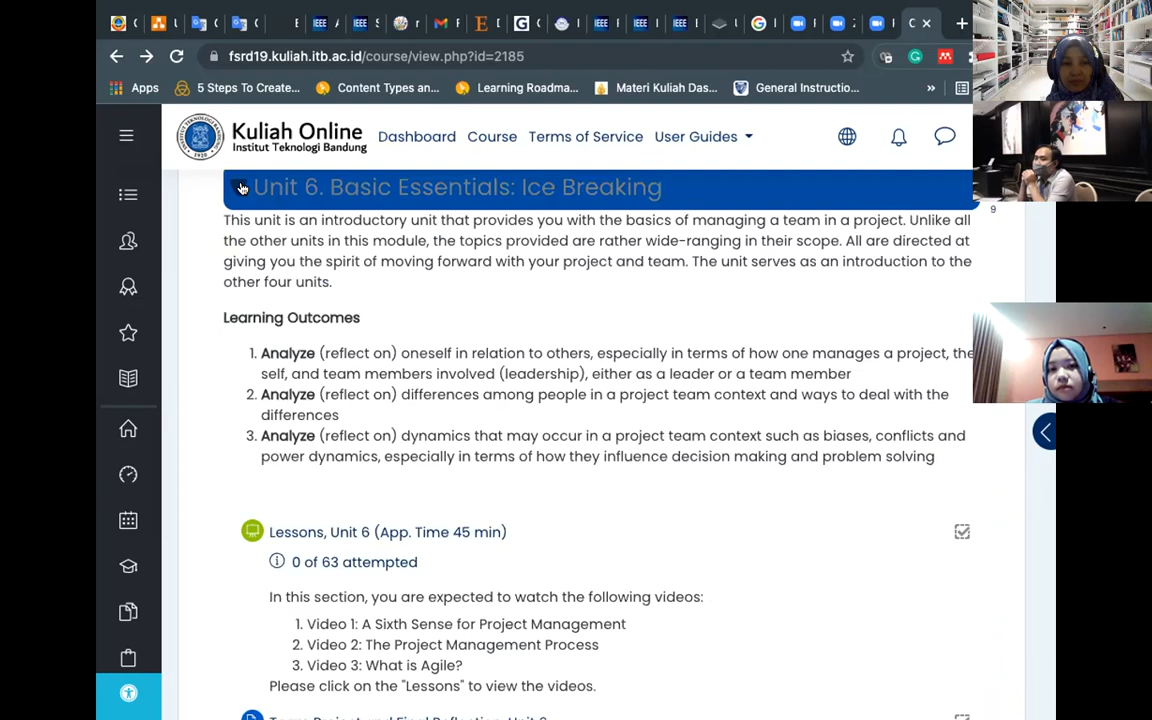 fsrd19.kuliah.itb.ac.id/course/view.php?id=2185
Apps 5 Steps To Create... Content Types an... Learning Roadma... Materi Kuliah Das... General Instructio... »
Kuliah Online
Institut Teknologi Bandung
Dashboard Course Terms of Service User Guides
Unit 6. Basic Essentials: Ice Breaking
9
This unit is an introductory unit that provides you with the basics of managing a team in a project. Unlike all
the other units in this module, the topics provided are rather wide-ranging in their scope. All are directed at
giving you the spirit of moving forward with your project and team. The unit serves as an introduction to the
other four units.
Learning Outcomes
1. Analyze (reflect on) oneself in relation to others, especially in terms of how one manages a project, the
self, and team members involved (leadership), either as a leader or a team member
2. Analyze (reflect on) differences among people in a project team context and ways to deal with the
differences
3. Analyze (reflect on) dynamics that may occur in a project team context such as biases, conflicts and
power dynamics, especially in terms of how they influence decision making and problem solving
Lessons, Unit 6 (App. Time 45 min)
0 of 63 attempted
In this section, you are expected to watch the following videos:
1. Video 1: A Sixth Sense for Project Management
2. Video 2: The Project Management Process
3. Video 3: What is Agile?
Please click on the "Lessons" to view the videos.